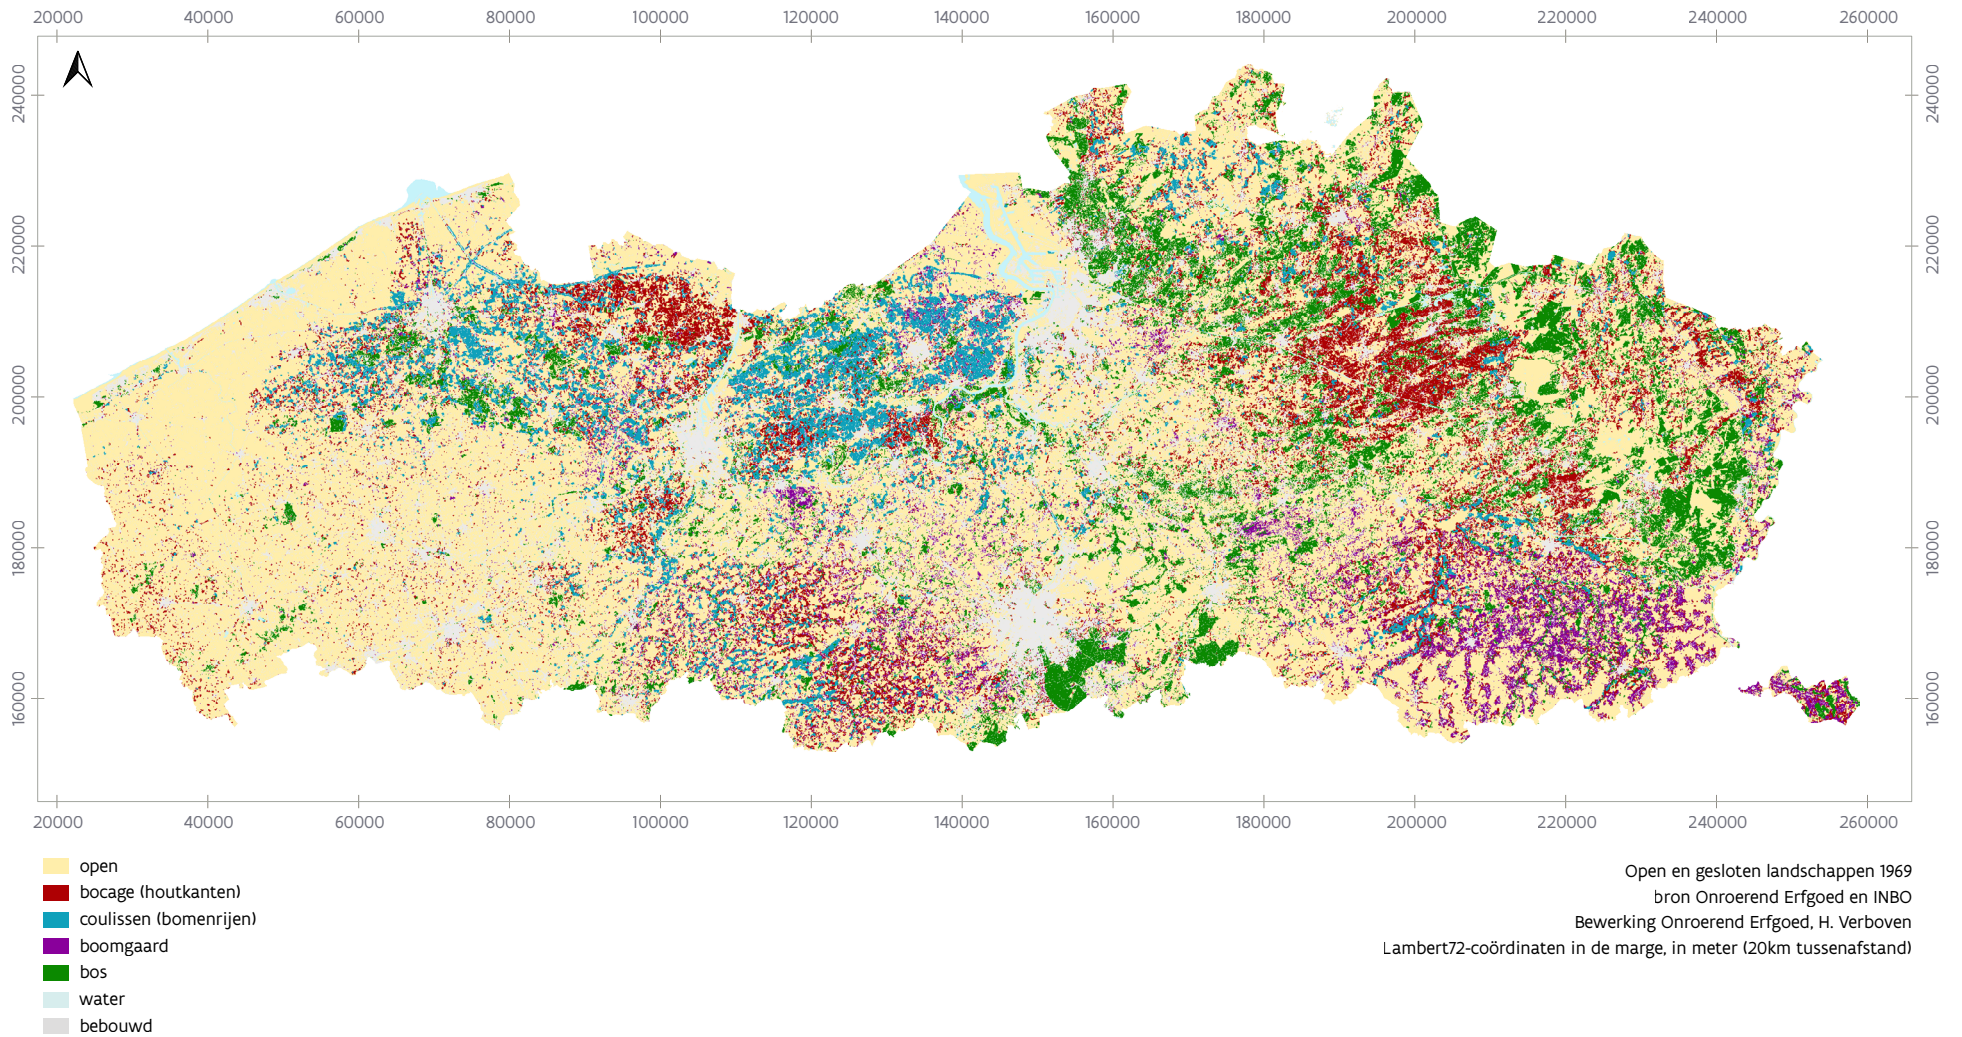 20000 40000 60000 80000 100000 120000 140000 160000 180000 200000 220000 240000 260000
240000 240000
220000 220000
200000 200000
180000 180000
160000 160000
20000 40000 60000 80000 100000 120000 140000 160000 180000 200000 220000 240000 260000
open
bocage (houtkanten)
coulissen (bomenrijen)
boomgaard
bos
water
bebouwd
Open en gesloten landschappen 1969
bron Onroerend Erfgoed en INBO
Bewerking Onroerend Erfgoed, H. Verboven
Lambert72-coördinaten in de marge, in meter (20km tussenafstand)